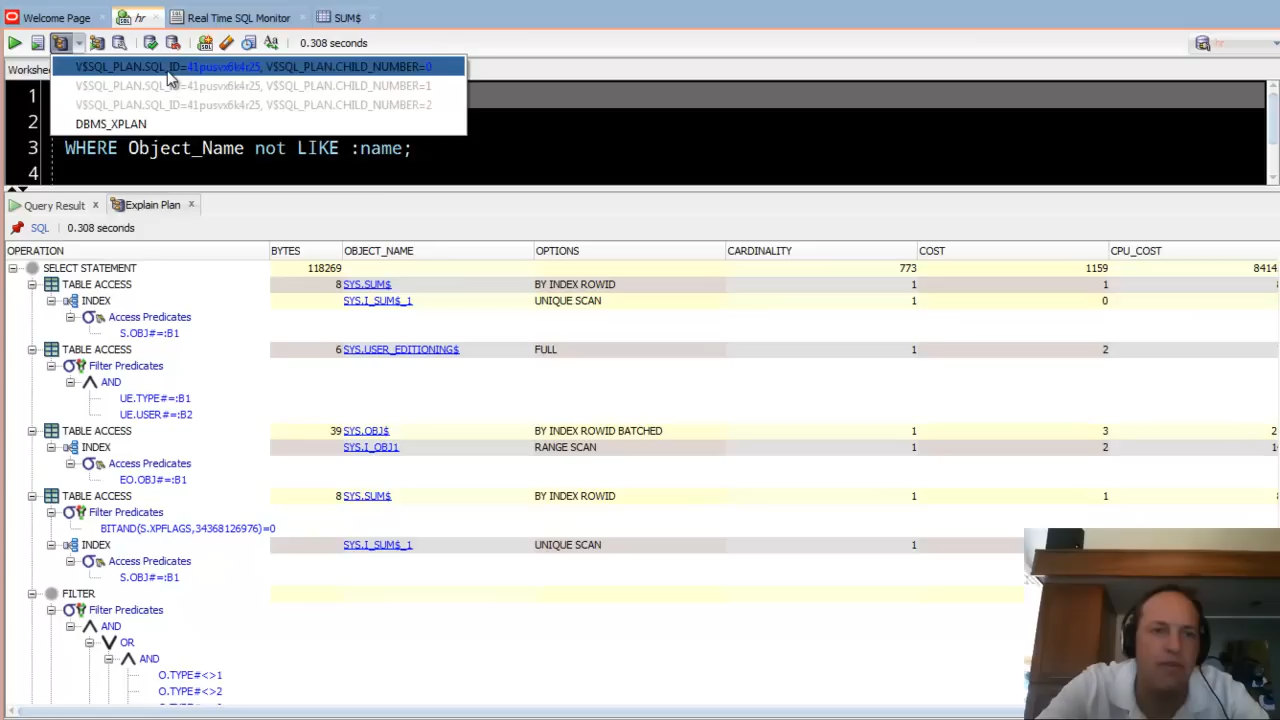 Welcome Page
hr
Real Time SQL Monitor
SUM$
0.308 seconds
Workshe
V$SQL_PLAN.SQL_ID=41pusvx6k4r25, V$SQL_PLAN.CHILD_NUMBER=0
V$SQL_PLAN.SQL_ID=41pusvx6k4r25, V$SQL_PLAN.CHILD_NUMBER=1
V$SQL_PLAN.SQL_ID=41pusvx6k4r25, V$SQL_PLAN.CHILD_NUMBER=2
DBMS_XPLAN
1
2
3 WHERE Object_Name not LIKE :name;
4
Query Result Explain Plan
SQL 0.308 seconds
OPERATION BYTES OBJECT_NAME OPTIONS CARDINALITY COST CPU_COST
SELECT STATEMENT 118269 773 1159 8414
TABLE ACCESS 8 SYS.SUM$ BY INDEX ROWID 1 1
INDEX SYS.I_SUM$_1 UNIQUE SCAN 1 0
Access Predicates
S.OBJ#=:B1
TABLE ACCESS 6 SYS.USER_EDITIONING$ FULL 1 2
Filter Predicates
AND
UE.TYPE#=:B1
UE.USER#=:B2
TABLE ACCESS 39 SYS.OBJ$ BY INDEX ROWID BATCHED 1 3 2
INDEX SYS.I_OBJ1 RANGE SCAN 1 2 1
Access Predicates
EO.OBJ#=:B1
TABLE ACCESS 8 SYS.SUM$ BY INDEX ROWID 1 1
Filter Predicates
BITAND(S.XPFLAGS,34368126976)=0
INDEX SYS.I_SUM$_1 UNIQUE SCAN 1
Access Predicates
S.OBJ#=:B1
FILTER
Filter Predicates
AND
OR
AND
O.TYPE#<>1
O.TYPE#<>2